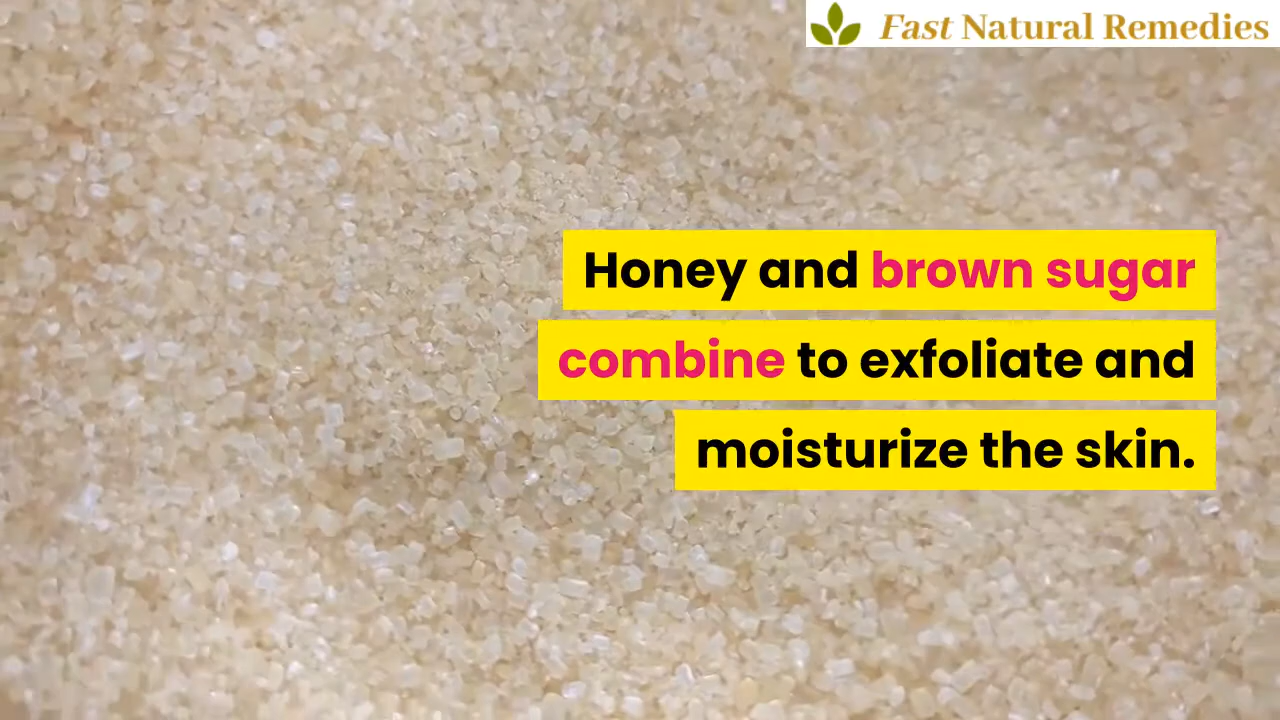 Fast Natural Remedies
Honey and brown sugar
combine to exfoliate and
moisturize the skin.